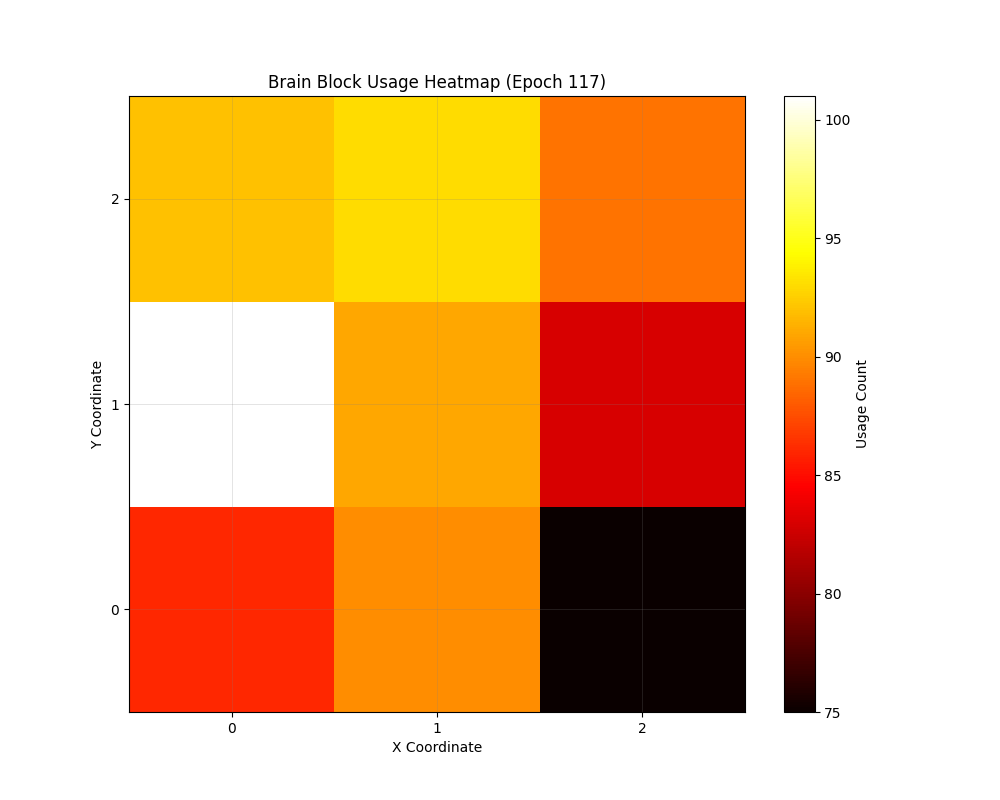 Brain Block Usage Heatmap (Epoch 117)
2
1
0
Y Coordinate
0 1 2
X Coordinate
100
95
90
85
80
75
Usage Count